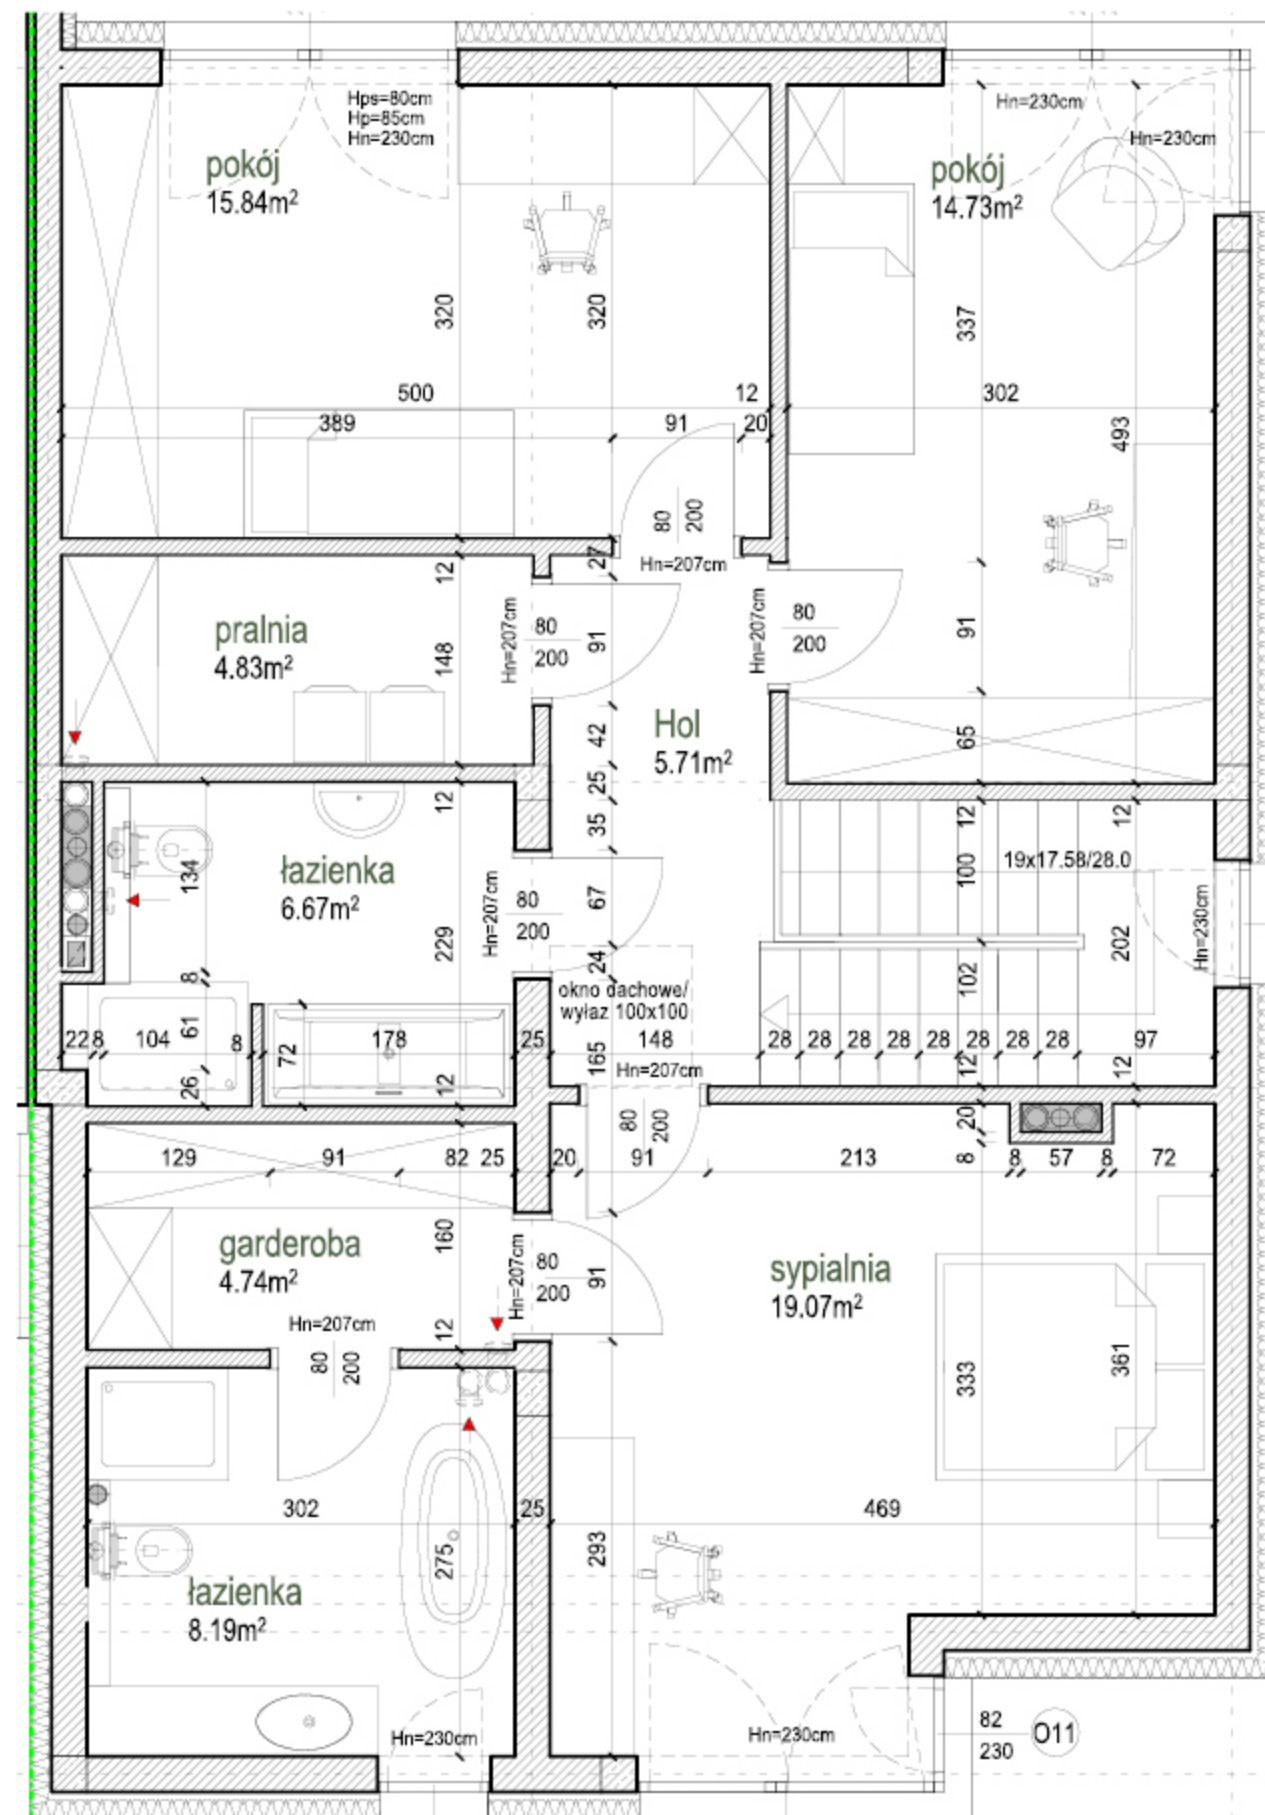 Hps=80cm
Hp=85cm
Hn=230cm
pokój
15.84m²
Hn=230cm
Hn=230cm
pokój
14.73m²
320
320
337
500
12
302
389
91
20
493
80
200
Hn=207cm
27
12
pralnia
4.83m²
148
Hn=207cm
80
200
91
Hn=207cm
80
200
91
Hol
5.71m²
42
65
25
12
35
12
12
100
19x17.58/28.0
łazienka
6.67m²
134
229
Hn=207cm
80
200
67
24
202
Hn=230cm
102
8
okno dachowe/
wyłaz 100x100
22
8
104
61
8
72
178
25
165
148
28
28
28
28
28
28
28
28
97
26
12
Hn=207cm
12
12
80
200
20
8
129
91
82
25
20
91
213
8
57
8
72
garderoba
4.74m²
160
Hn=207cm
80
200
91
sypialnia
19.07m²
Hn=207cm
12
80
200
333
361
302
25
469
275
293
łazienka
8.19m²
Hn=230cm
Hn=230cm
82
230
O11